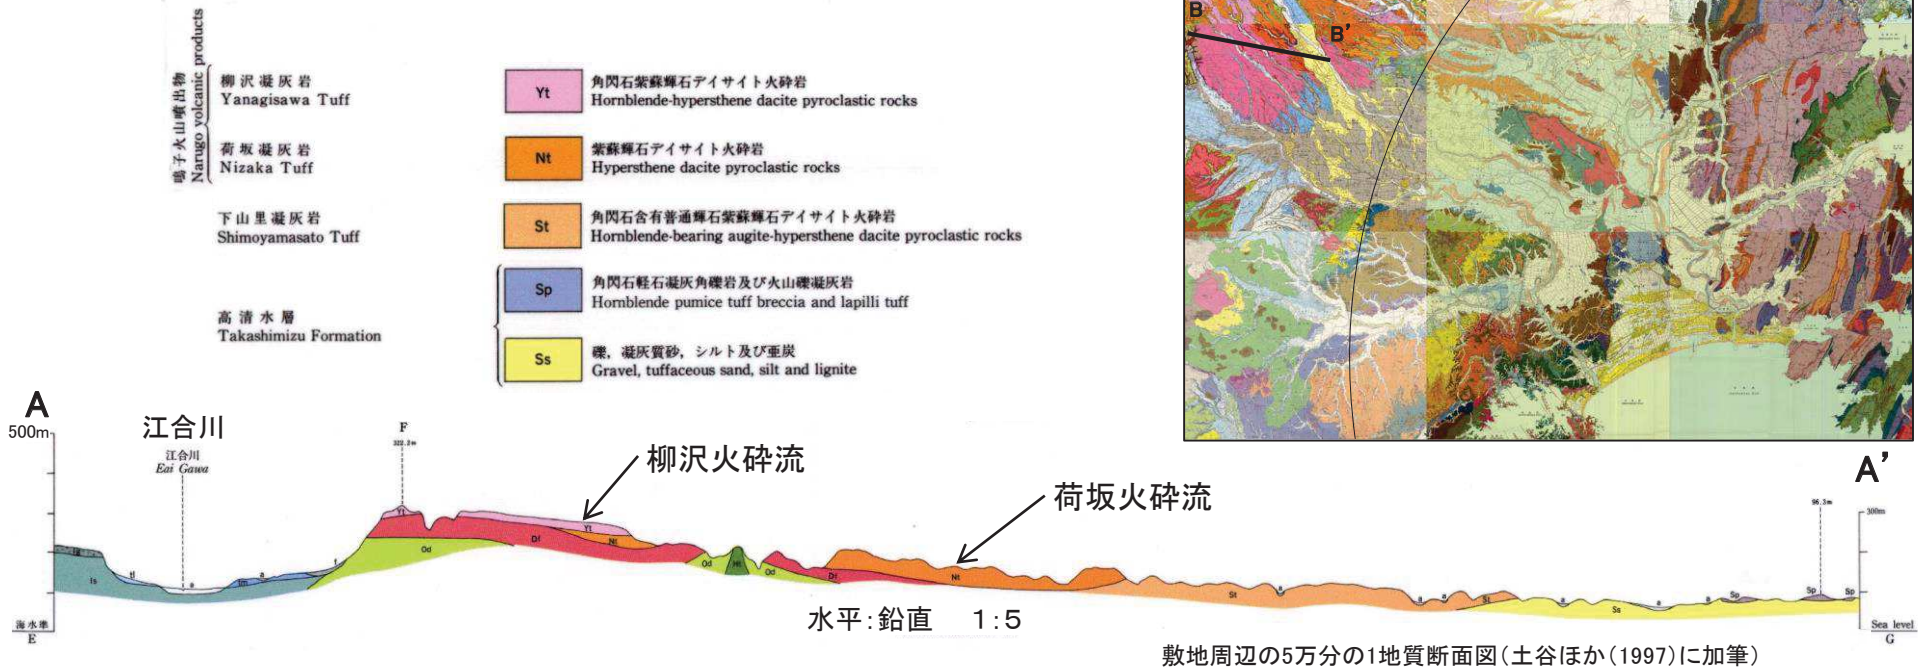 鳴子火山噴出物
Narugo volcanic products
柳沢凝灰岩
Yanagisawa Tuff
Yt
角閃石紫蘇輝石デイサイト火砕岩
Hornblende-hypersthene dacite pyroclastic rocks
荷坂凝灰岩
Nizaka Tuff
Nt
紫蘇輝石デイサイト火砕岩
Hypersthene dacite pyroclastic rocks
下山里凝灰岩
Shimoyamasato Tuff
St
角閃石含有普通輝石紫蘇輝石デイサイト火砕岩
Hornblende-bearing augite-hypersthene dacite pyroclastic rocks
高清水層
Takashimizu Formation
Sp
角閃石軽石凝灰角礫岩及び火山礫凝灰岩
Hornblende pumice tuff breccia and lapilli tuff
Ss
礫，凝灰質砂，シルト及び亜炭
Gravel, tuffaceous sand, silt and lignite
B
B'
A
500m
江合川
江合川
Eai Gawa
F
322.2m
柳沢火砕流
荷坂火砕流
A'
96.3m
300m
Is
tl
a
tm
a
t
Od
Yt
Df
Yt
Nt
Od
Od
Df
Nt
St
a
a
a
St
a
Ss
a
a
Sp
Sp
Sp
海水準
E
水平:鉛直　1:5
Sea level
G
敷地周辺の5万分の1地質断面図(土谷ほか(1997)に加筆)